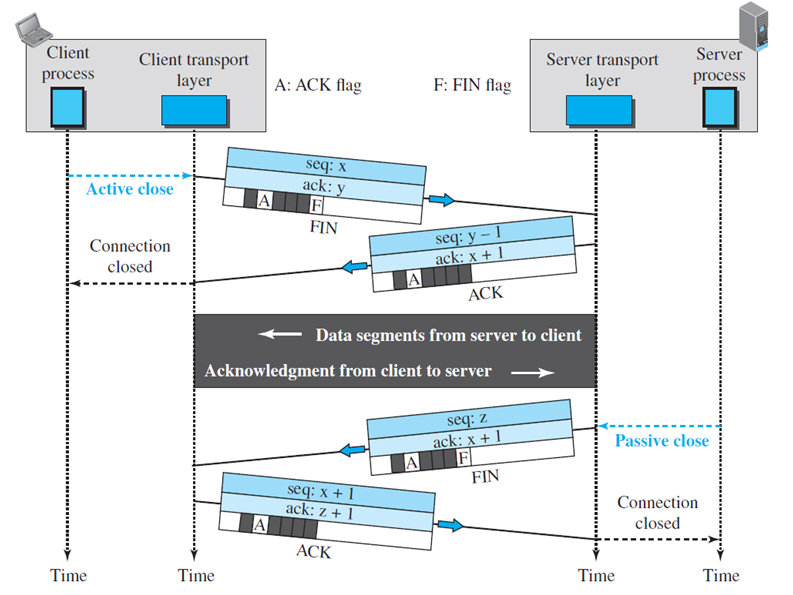 Client
process
Client transport
layer
A: ACK flag
F: FIN flag
Server transport
layer
Server
process
Active close
seq: x
ack: y
A
F
FIN
seq: y – 1
ack: x + 1
A
ACK
Connection
closed
Data segments from server to client
Acknowledgment from client to server
seq: z
ack: x + 1
A
F
FIN
Passive close
seq: x + 1
ack: z + 1
A
ACK
Connection
closed
Time
Time
Time
Time